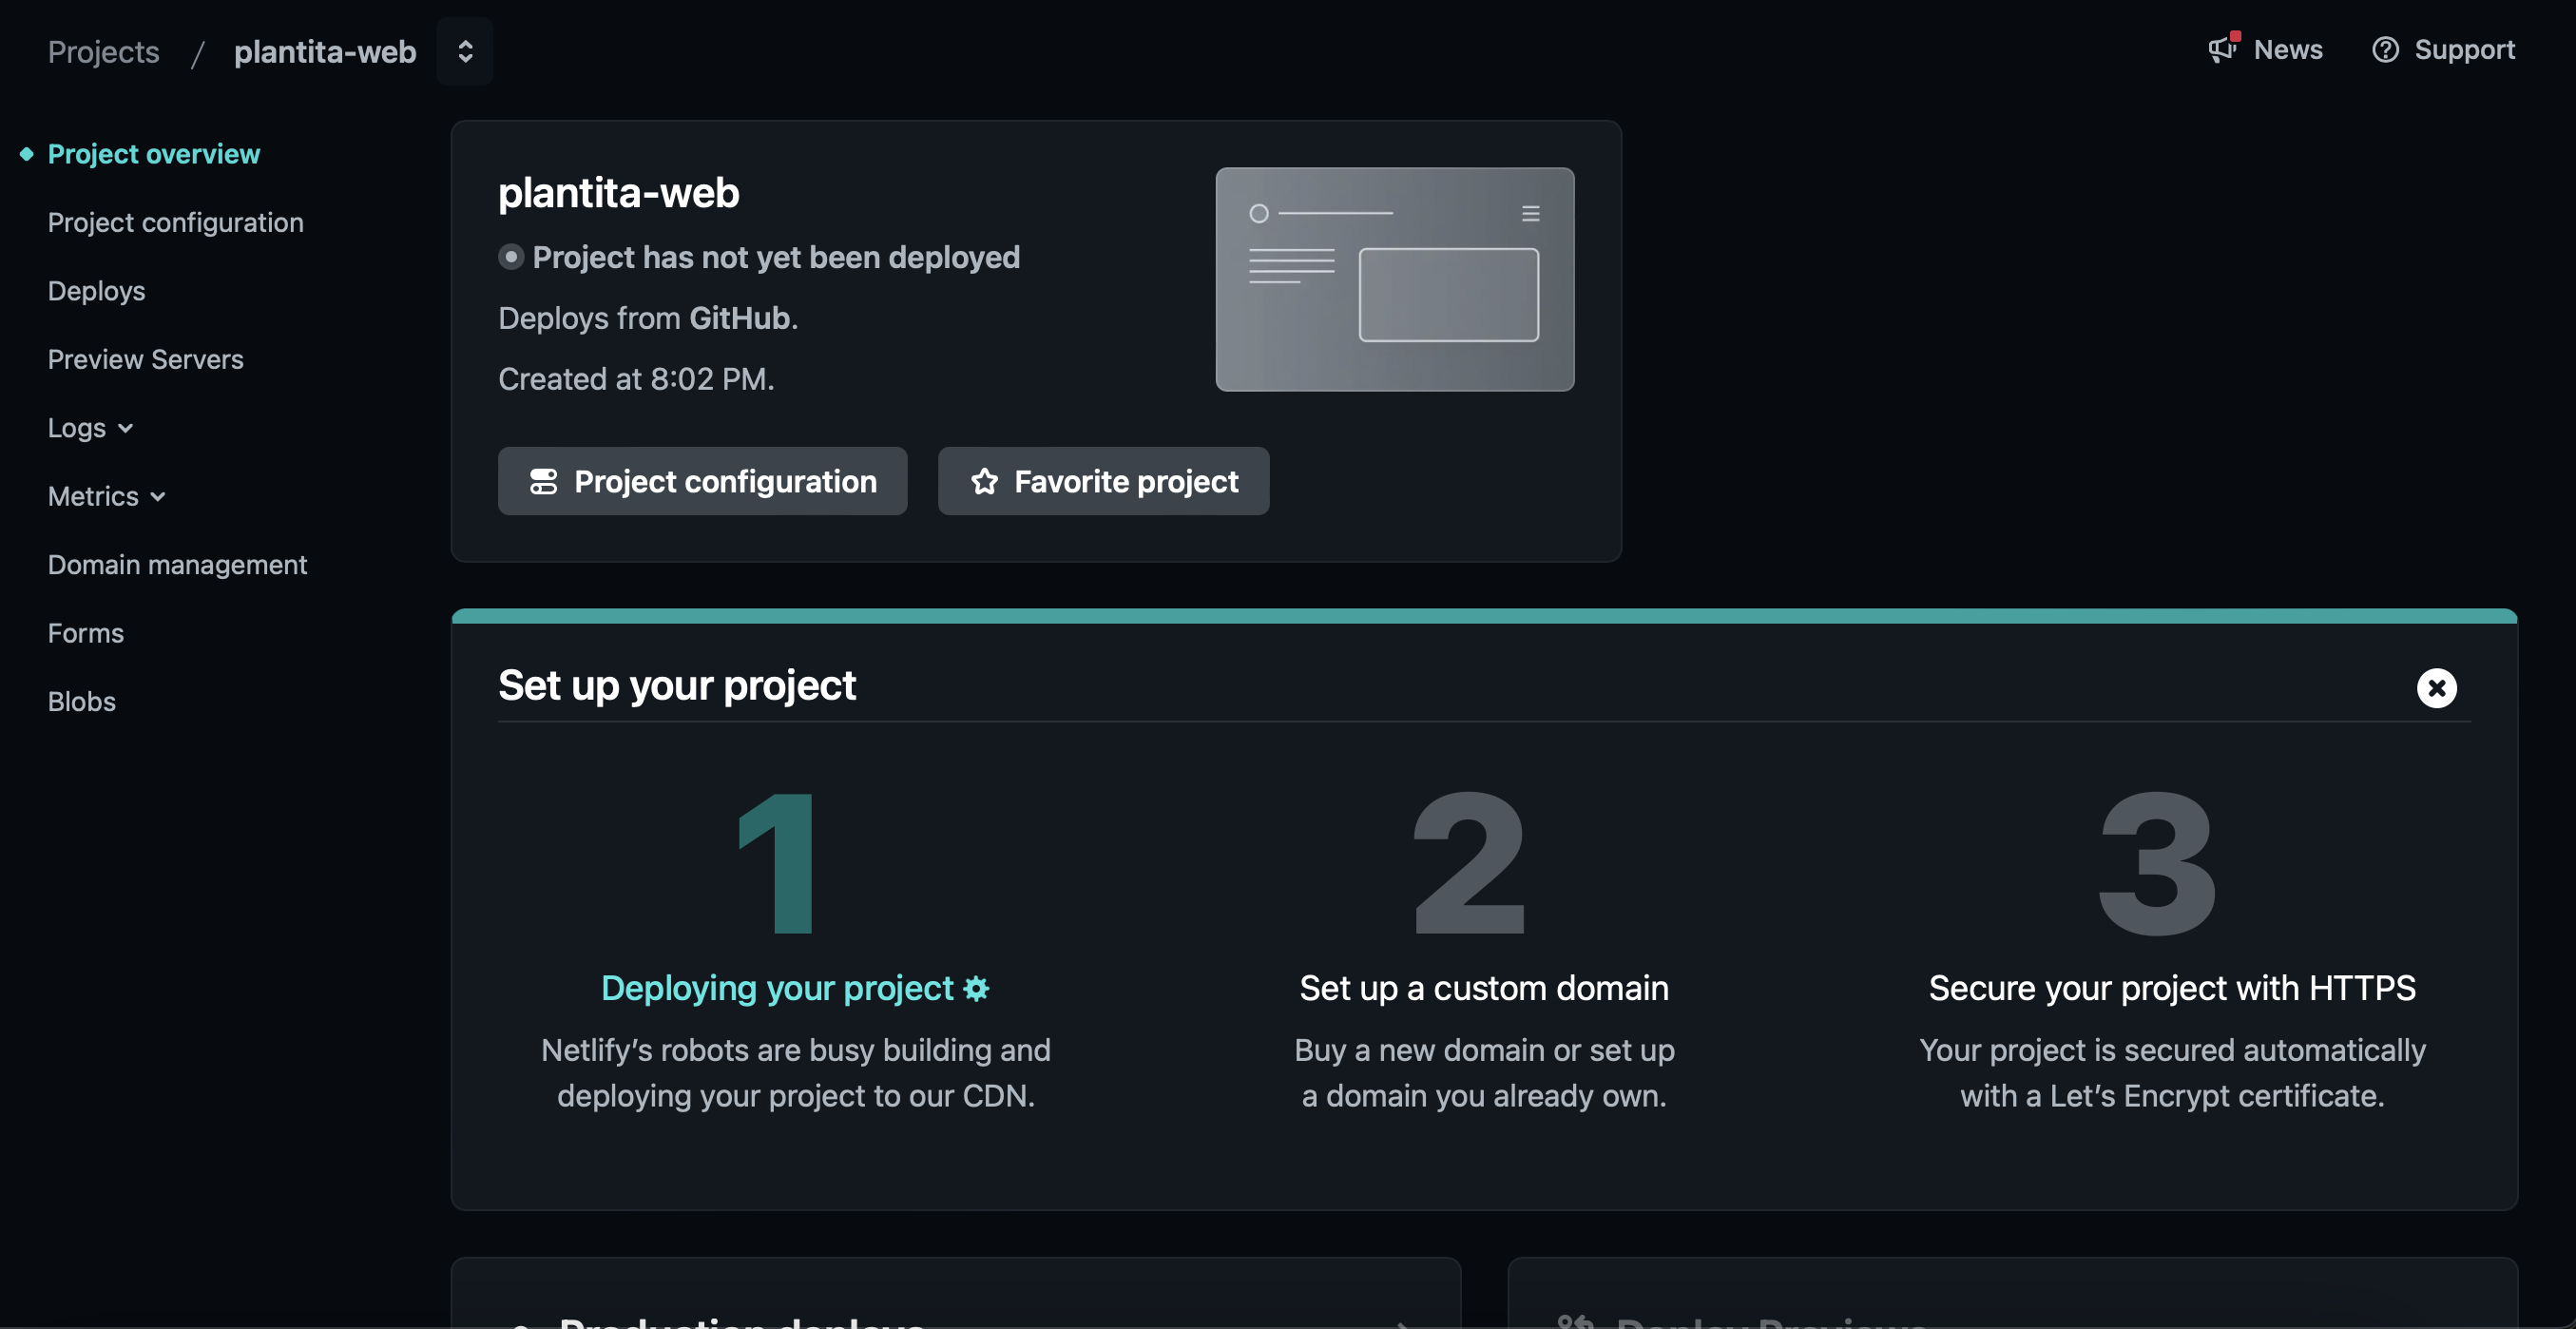 Projects / plantita-web
News
Support
Project overview
Project configuration
Deploys
Preview Servers
Logs
Metrics
Domain management
Forms
Blobs
plantita-web
Project has not yet been deployed
Deploys from GitHub.
Created at 8:02 PM.
Project configuration
Favorite project
Set up your project
1
Deploying your project
Netlify’s robots are busy building and
deploying your project to our CDN.
2
Set up a custom domain
Buy a new domain or set up
a domain you already own.
3
Secure your project with HTTPS
Your project is secured automatically
with a Let’s Encrypt certificate.
Production deploys
Deploy Previews